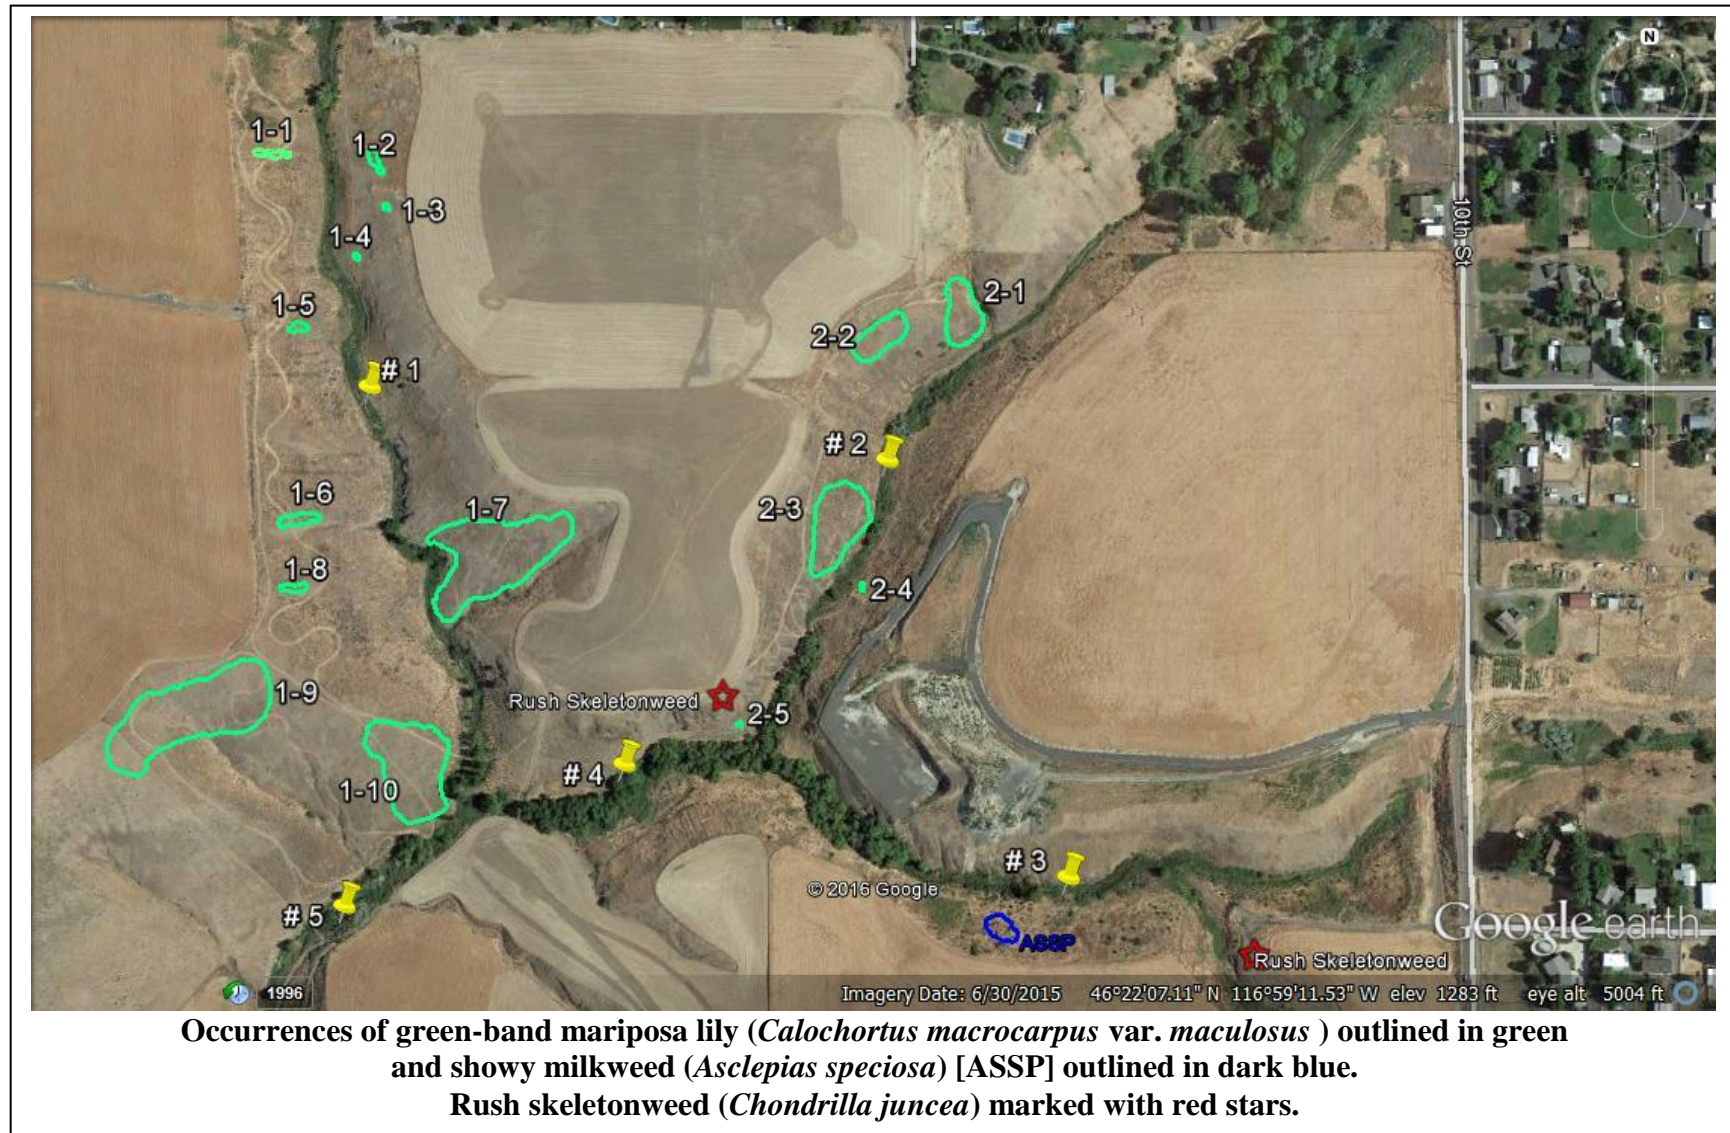 N
1-1
1-2
1-3
1-4
10th St
1-5
2-1
2-2
# 1
# 2
1-6
1-7
2-3
1-8
2-4
1-9
Rush Skeletonweed
2-5
# 4
1-10
# 3
© 2016 Google
# 5
ASSP
Google earth
Rush Skeletonweed
1996
Imagery Date: 6/30/2015 46°22'07.11" N 116°59'11.53" W elev 1283 ft eye alt 5004 ft
Occurrences of green-band mariposa lily (Calochortus macrocarpus var. maculosus ) outlined in green
and showy milkweed (Asclepias speciosa) [ASSP] outlined in dark blue.
Rush skeletonweed (Chondrilla juncea) marked with red stars.